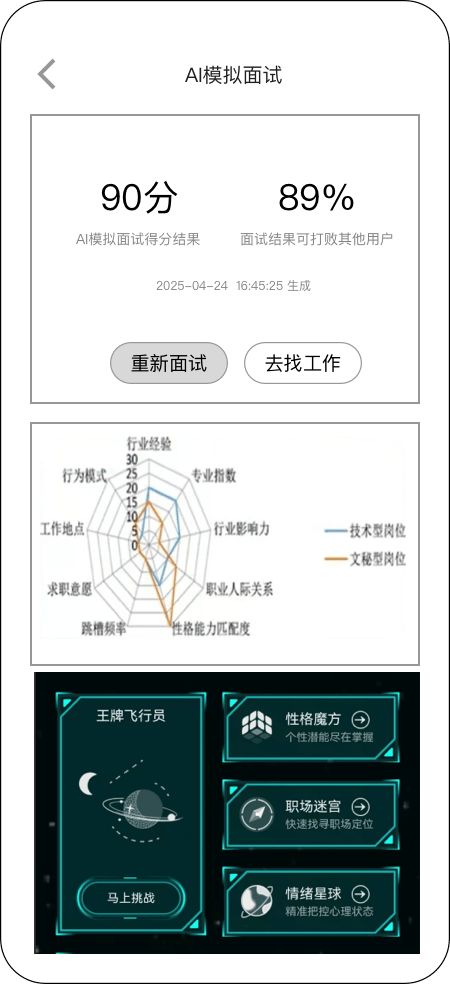 AI模拟面试
90分
89%
AI模拟面试得分结果
面试结果可打败其他用户
2025-04-24 16:45:25 生成
重新面试
去找工作
行业经验
30
25
20
15
10
5
0
行为模式
专业指数
工作地点
行业影响力
求职意愿
职业人际关系
跳槽频率
性格能力匹配度
技术型岗位
文秘型岗位
王牌飞行员
马上挑战
性格魔方
个性潜能尽在掌握
职场迷宫
快速找寻职场定位
情绪星球
精准把控心理状态